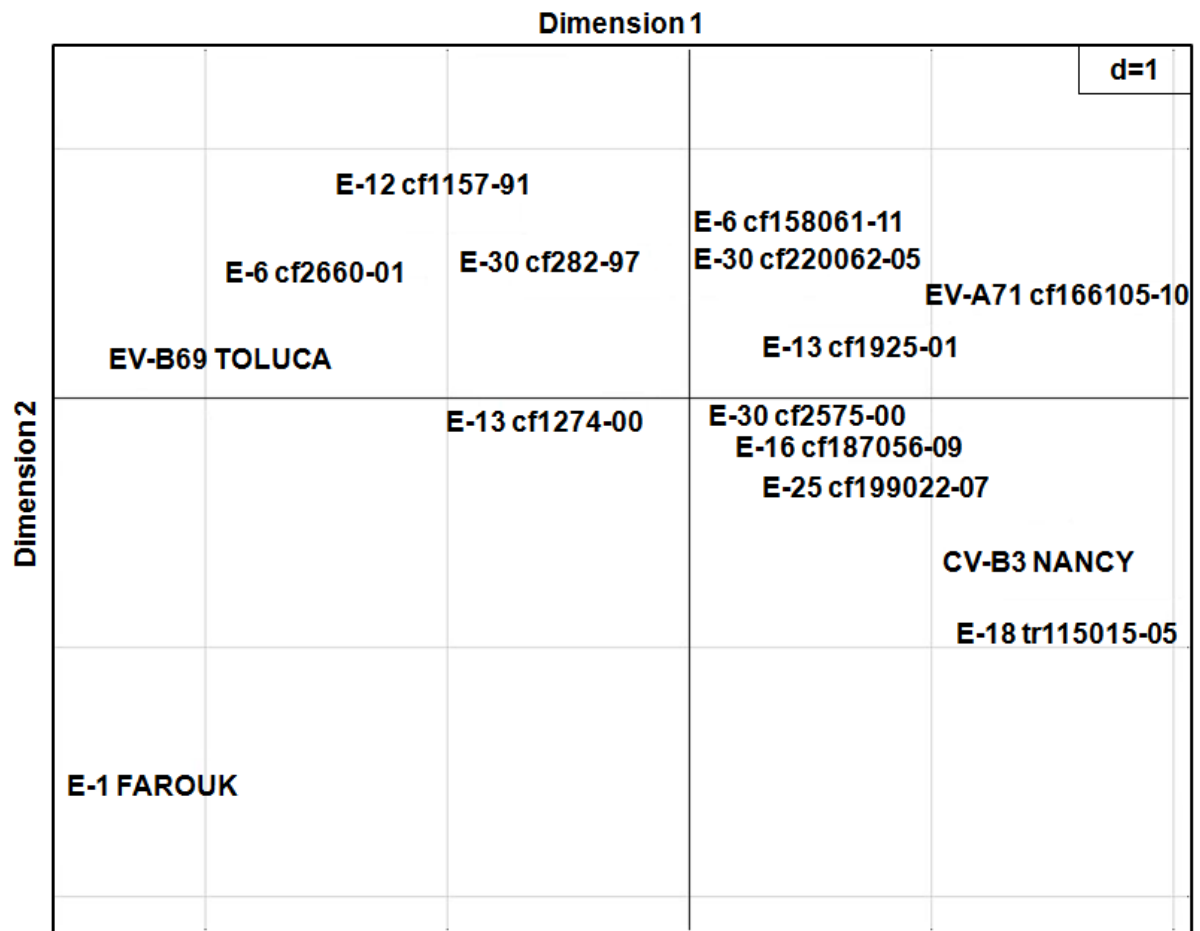 Dimension 1
d=1
E-12 cf1157-91
E-6 cf158061-11
E-30 cf220062-05
E-30 cf282-97
E-6 cf2660-01
EV-A71 cf166105-10
E-13 cf1925-01
EV-B69 TOLUCA
Dimension 2
E-13 cf1274-00
E-30 cf2575-00
E-16 cf187056-09
E-25 cf199022-07
CV-B3 NANCY
E-18 tr115015-05
E-1 FAROUK